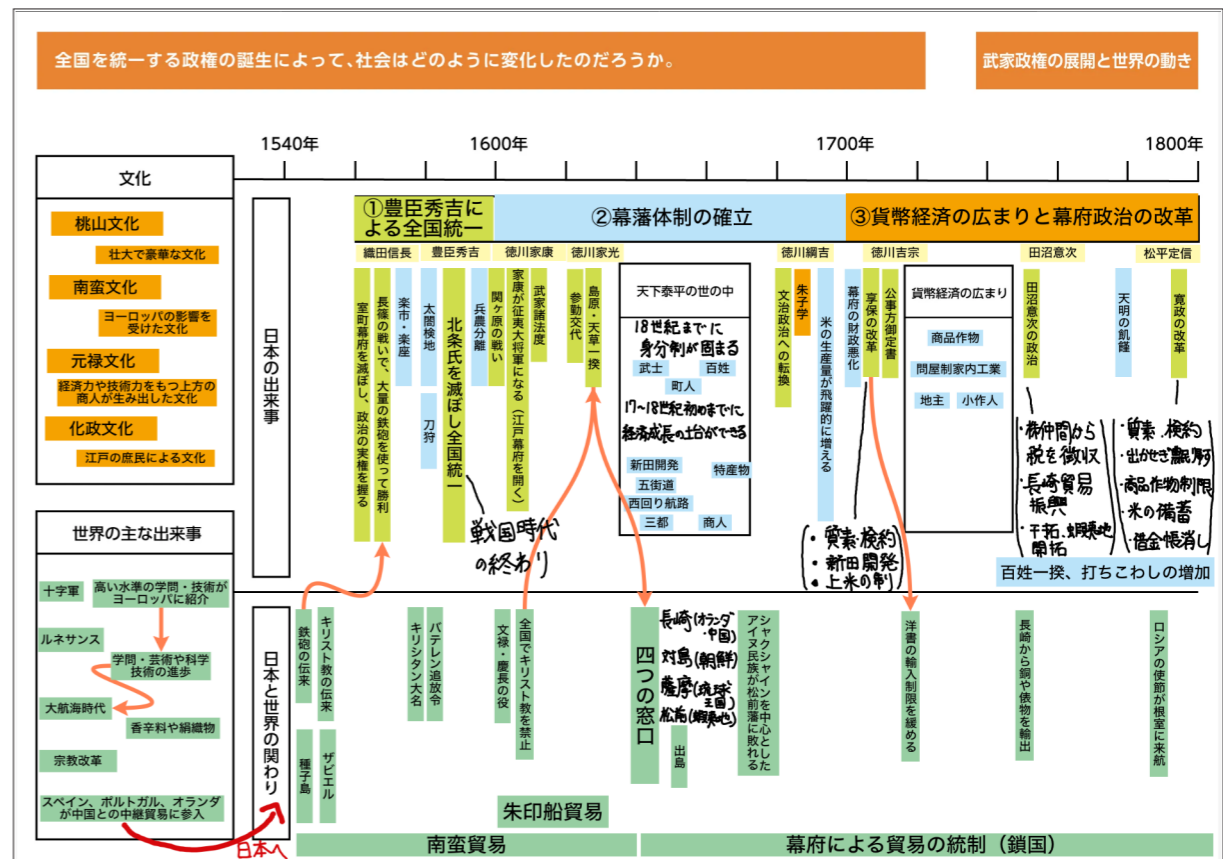 全国を統一する政権の誕生によって、社会はどのように変化したのだろうか。
武家政権の展開と世界の動き
1540年
1600年
1700年
1800年
文化
桃山文化
壮大で豪華な文化
南蛮文化
ヨーロッパの影響を
受けた文化
元禄文化
経済力や技術力をもつ上方の
商人が生み出した文化
化政文化
江戸の庶民による文化
世界の主な出来事
十字軍
高い水準の学問・技術が
ヨーロッパに紹介
ルネサンス
学問・芸術や科学
技術の進歩
大航海時代
香辛料や絹織物
宗教改革
スペイン、ポルトガル、オランダ
が中国との中継貿易に参入
日本へ
日本の出来事
①豊臣秀吉に
よる全国統一
②幕藩体制の確立
③貨幣経済の広まりと幕府政治の改革
織田信長
豊臣秀吉
徳川家康
徳川家光
徳川綱吉
徳川吉宗
田沼意次
松平定信
室町幕府を滅ぼし、政治の実権を握る
長篠の戦いで、大量の鉄砲を使って勝利
楽市・楽座
太閤検地
刀狩
北条氏を滅ぼし全国統一
兵農分離
関ヶ原の戦い
家康が征夷大将軍になる（江戸幕府を開く）
武家諸法度
参勤交代
島原・天草一揆
戦国時代
の終わり
天下泰平の世の中
18世紀までに
身分制が固まる
武士
百姓
町人
17〜18世紀初めまでに
経済成長の土台ができる
新田開発
特産物
五街道
西回り航路
三都
商人
文治政治への転換
朱子学
米の生産量が飛躍的に増える
幕府の財政悪化
享保の改革
公事方御定書
・質素・倹約
・新田開発
・上米の制
貨幣経済の広まり
商品作物
問屋制家内工業
地主
小作人
田沼意次の政治
・株仲間から
税を徴収
・長崎貿易
振興
・干拓、蝦夷地
開拓
天明の飢饉
寛政の改革
・質素、倹約
・出かせぎ
・商品作物制限
・米の備蓄
・借金帳消し
百姓一揆、打ちこわしの増加
日本と世界の関わり
鉄砲の伝来
種子島
キリスト教の伝来
ザビエル
キリシタン大名
バテレン追放令
文禄・慶長の役
全国でキリスト教を禁止
四つの窓口
長崎(オランダ
・中国)
対島(朝鮮)
薩摩(琉球
王国)
松前(蝦夷地)
出島
シャクシャインを中心とした
アイヌ民族が松前藩に敗れる
洋書の輸入制限を緩める
長崎から銅や俵物を輸出
ロシアの使節が根室に来航
朱印船貿易
南蛮貿易
幕府による貿易の統制（鎖国）